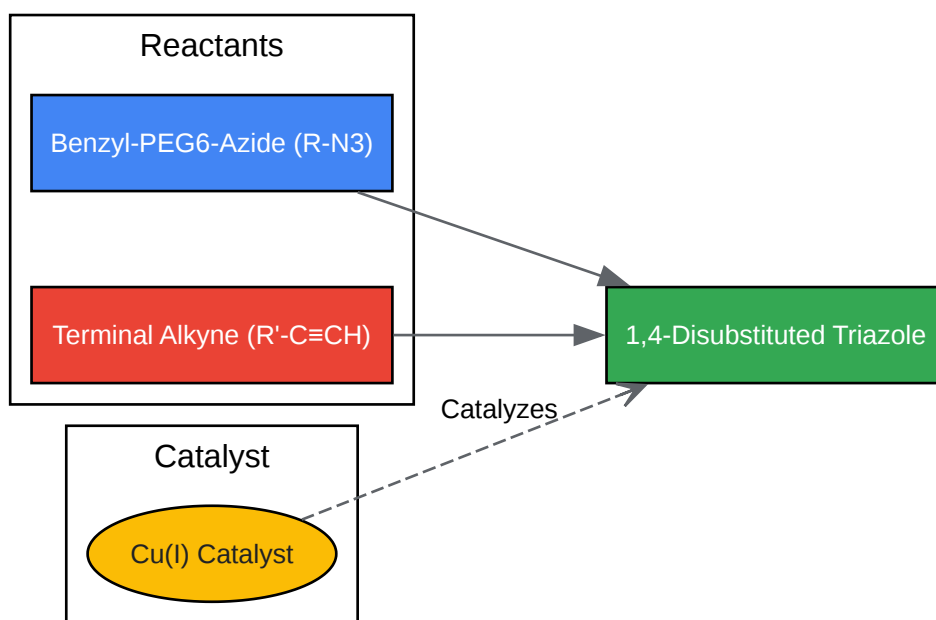 Reactants
Benzyl-PEG6-Azide (R-N3)
Terminal Alkyne (R'-C≡CH)
1,4-Disubstituted Triazole
Catalyzes
Catalyst
Cu(I) Catalyst